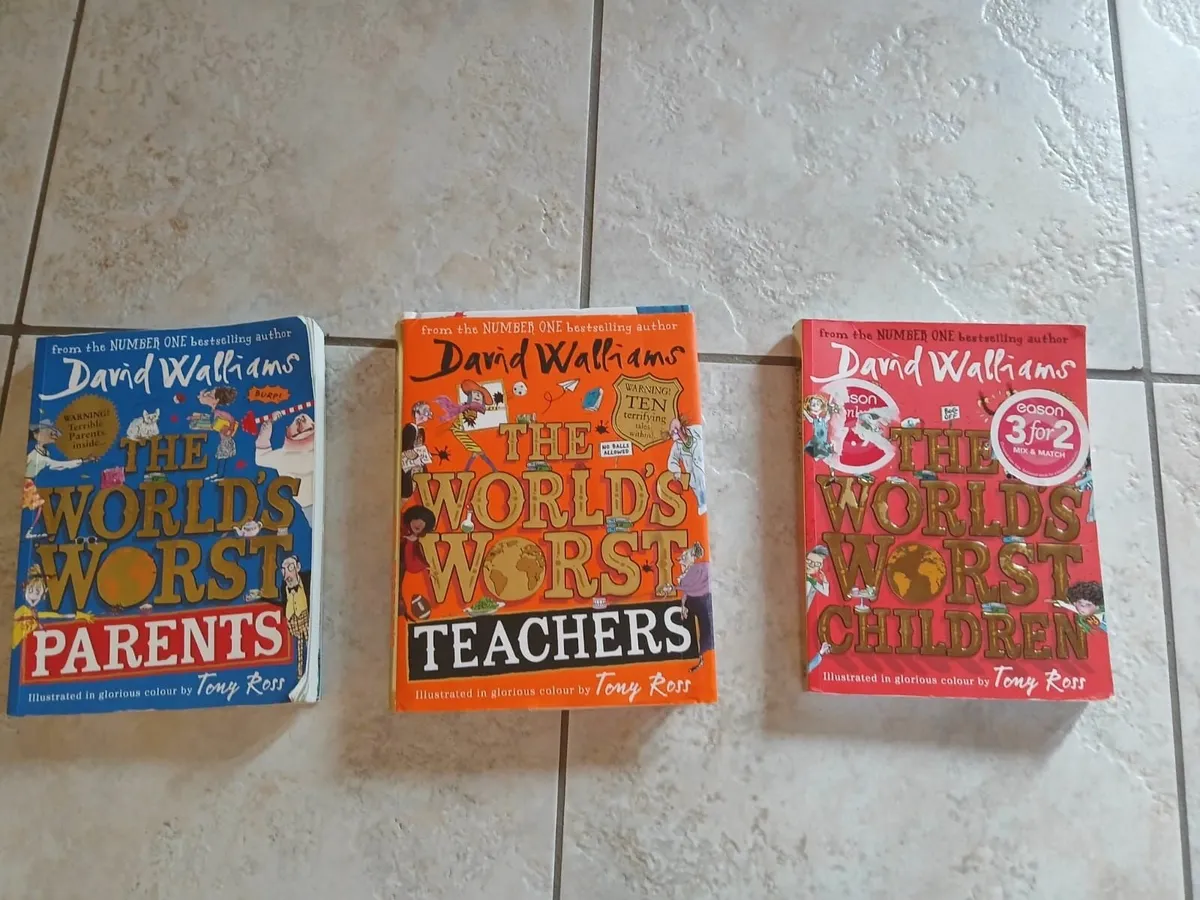 from the NUMBER ONE bestselling author
David Walliams
BURP!
WARNING!
Terrible
Parents
inside
THE
WORLD'S
WORST
PARENTS
Illustrated in glorious colour by Tony Ross
from the NUMBER ONE bestselling author
David Walliams
WARNING!
TEN
terrifying
tales
within!
NO BALLS
ALLOWED
THE
WORLD'S
WORST
TEACHERS
Illustrated in glorious colour by Tony Ross
from the NUMBER ONE bestselling author
David Walliams
eason
3 for 2
MIX & MATCH
THE
WORLD'S
WORST
CHILDREN
Illustrated in glorious colour by Tony Ross